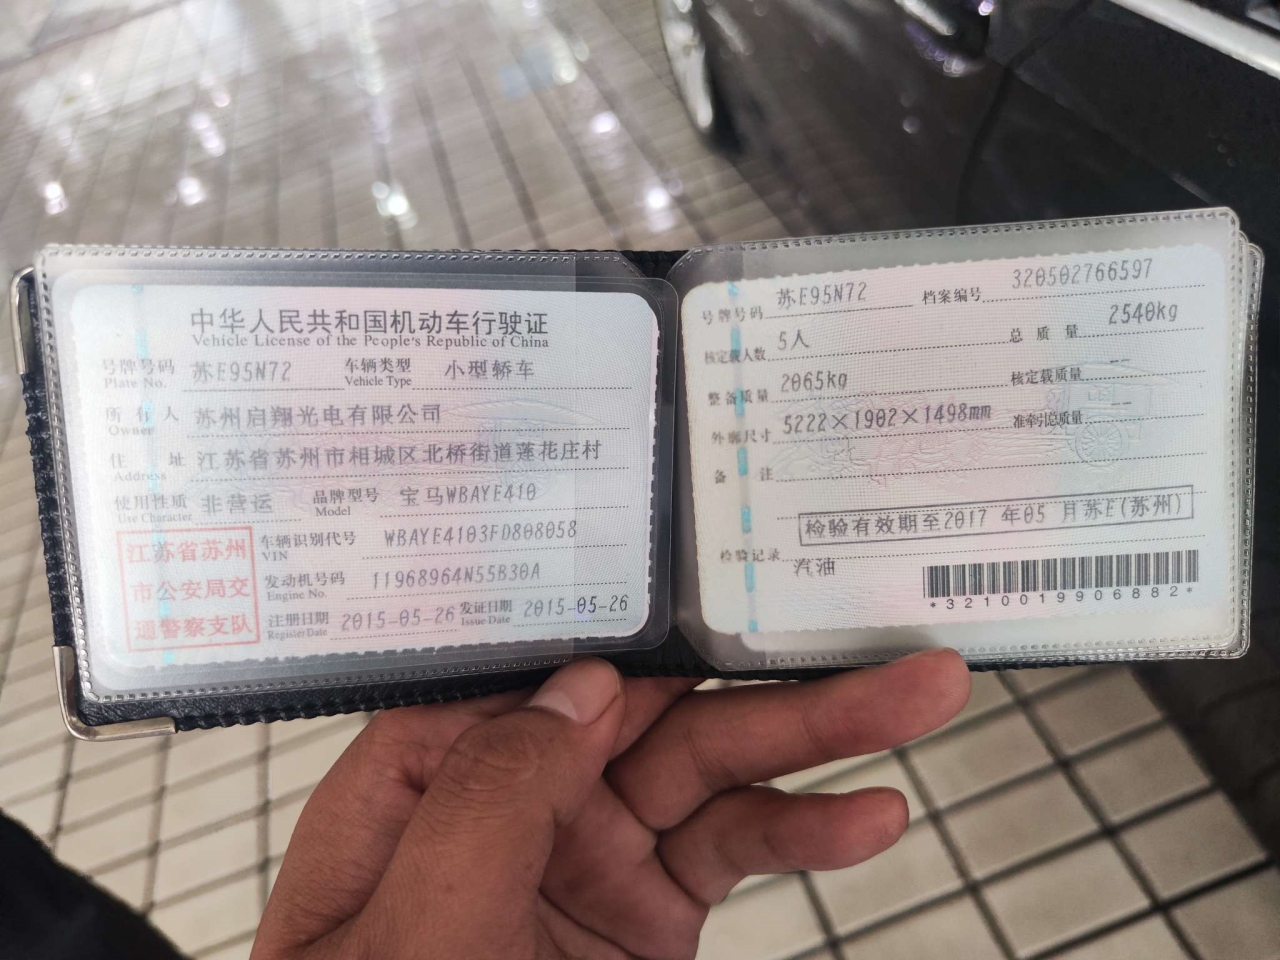 中华人民共和国机动车行驶证
Vehicle License of the People's Republic of China
号牌号码 苏E95N72 车辆类型 小型轿车
Plate No. Vehicle Type
所有人 苏州启翔光电有限公司
Owner
住址 江苏省苏州市相城区北桥街道莲花庄村
Address
使用性质 非营运 品牌型号 宝马WBAYE410
Use Character Model
江苏省苏州
市公安局交
通警察支队
车辆识别代号 WBAYE4103FD808058
VIN
发动机号码 11968964N55B30A
Engine No.
注册日期 2015-05-26 发证日期 2015-05-26
Register Date Issue Date
号牌号码 苏E95N72 档案编号 320502766597
核定载人数 5人 总质量 2540kg
整备质量 2065kg 核定载质量 --
外廓尺寸 5222×1902×1498mm 准牵引总质量 --
备注
检验有效期至2017年05月苏E(苏州)
检验记录 汽油
*3210019906882*